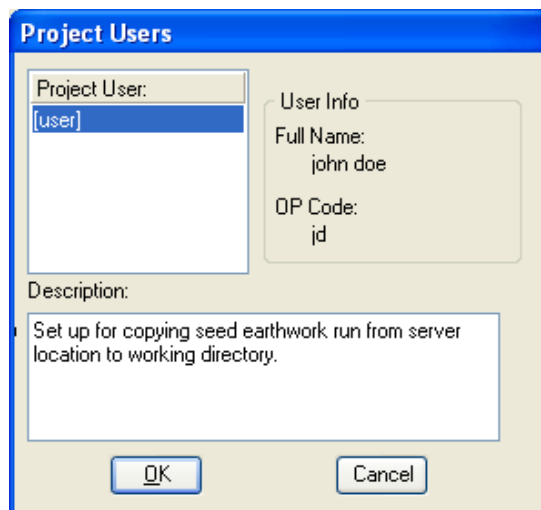 Project Users
Project User:
[user]
User Info
Full Name:
john doe
OP Code:
jd
Description:
Set up for copying seed earthwork run from server
location to working directory.
OK
Cancel